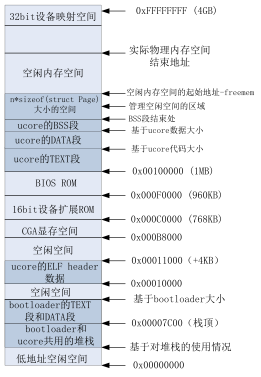 32bit设备映射空间
0xFFFFFFFF (4GB)
实际物理内存空间
结束地址
空闲内存空间
空闲内存空间的起始地址-freemem
n*sizeof(struct Page)
大小的空间
管理空闲空间的区域
BSS段结束处
ucore的BSS段
基于ucore数据大小
ucore的DATA段
基于ucore代码大小
ucore的TEXT段
0x00100000 (1MB)
BIOS ROM
0x000F0000 (960KB)
16bit设备扩展ROM
0x000C0000 (768KB)
CGA显存空间
0x000B8000
空闲空间
0x00011000 (+4KB)
ucore的ELF header
数据
0x00010000
空闲空间
基于bootloader大小
bootloader的TEXT
段和DATA段
0x00007C00 (栈顶)
bootloader和
ucore共用的堆栈
基于对堆栈的使用情况
低地址空闲空间
0x00000000